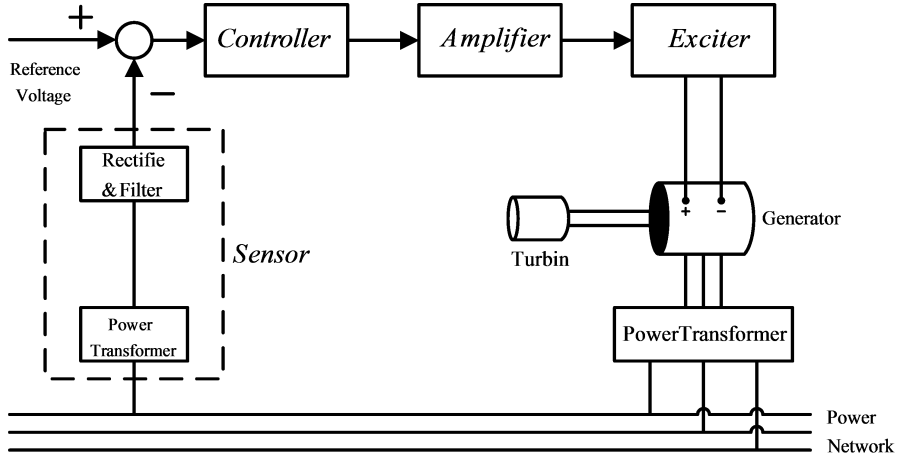 +
Controller
Amplifier
Exciter
Reference
Voltage
−
Rectifie
& Filter
Sensor
Power
Transformer
+ −
Generator
Turbin
PowerTransformer
Power
Network